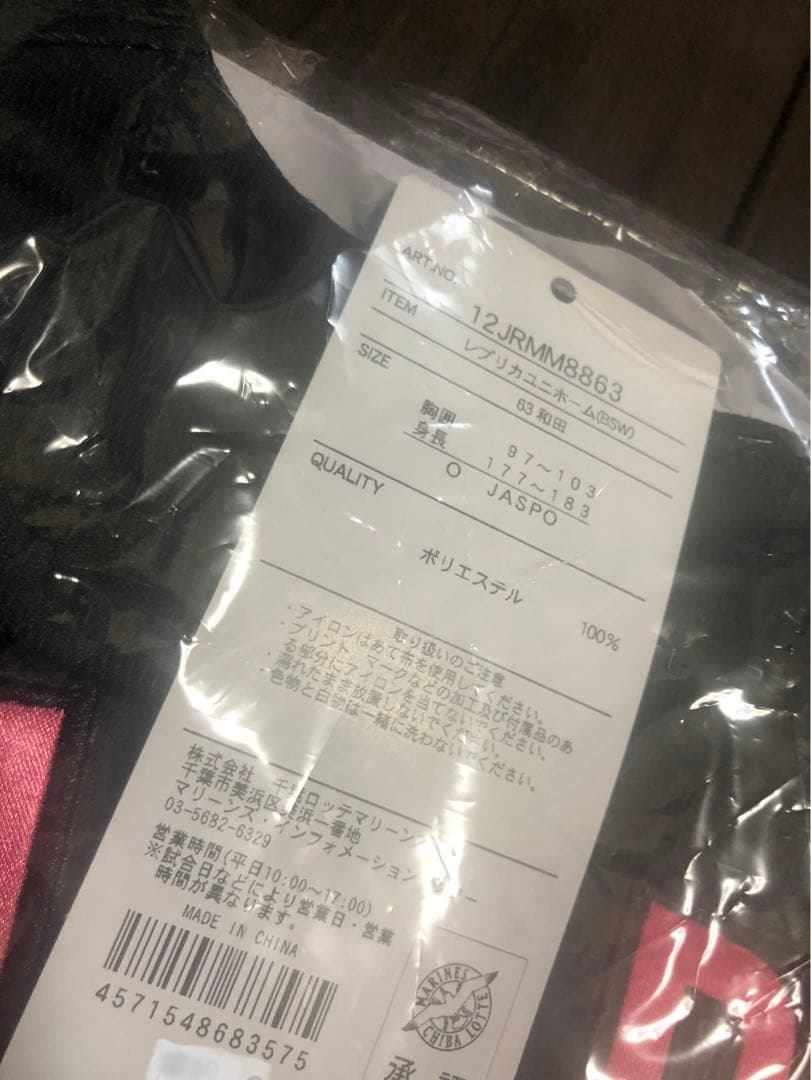 ART.NO.
12JRMM8863
ITEM
レプリカユニホーム(BSW)
63 和田
SIZE
胸囲 97~103
身長 177~183
O JASPO
QUALITY
ポリエステル 100%
取り扱いのご注意
・アイロンはあて布を使用してください。
・プリント、マークなどの加工及び付属品のあ
る部分にアイロンを当てないでください。
・濡れたまま放置しないでください。
色物と白物は一緒に洗わないでください。
株式会社 千葉ロッテマリーンズ
千葉市美浜区美浜一番地
マリーンズ・インフォメーション
03-5682-6329
営業時間(平日10:00~17:00)
※試合日などにより営業日・営業
時間が異なります。
MADE IN CHINA
4571548683575
MARINES
CHIBA LOTTE
承認